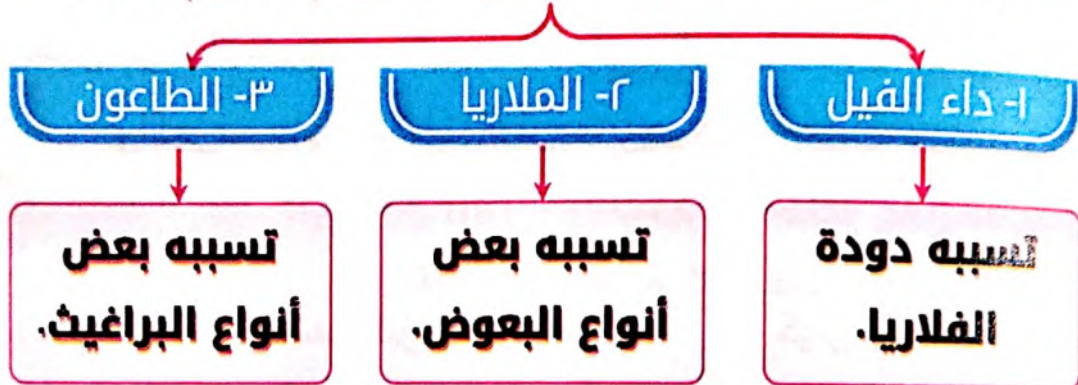 ١- داء الفيل
٢- الملاريا
٣- الطاعون
تسببه دودة
الفلاريا.
تسببه بعض
أنواع البعوض.
تسببه بعض
أنواع البراغيث.